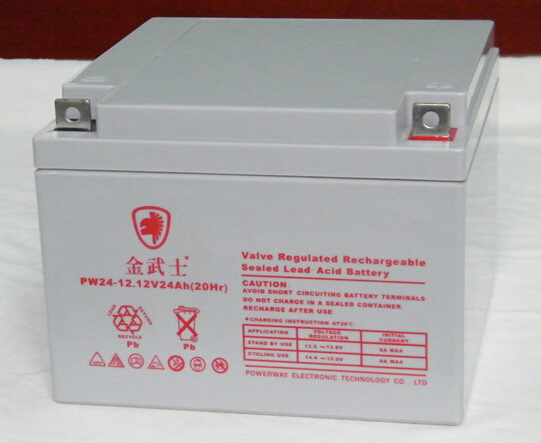 金武士
PW24-12.12V24Ah(20Hr)
RECYCLE
Pb
Pb
Valve Regulated Rechargeable
Sealed Lead Acid Battery
CAUTION:
AVOID SHORT CIRCUITING BATTERY TERMINALS
DO NOT CHARGE IN A SEALED CONTAINER
RECHARGE AFTER USE
CHARGING INSTRUCTION AT25℃
APPLICATION VOLTAGE REGULATION INITIAL CURRENT
STAND BY USE 13.5 ～13.8V 6A MAX
CYCLING USE 14.4 ～15.0V 6A MAX
POWERWAY ELECTRONIC TECHNOLOGY CO . LTD